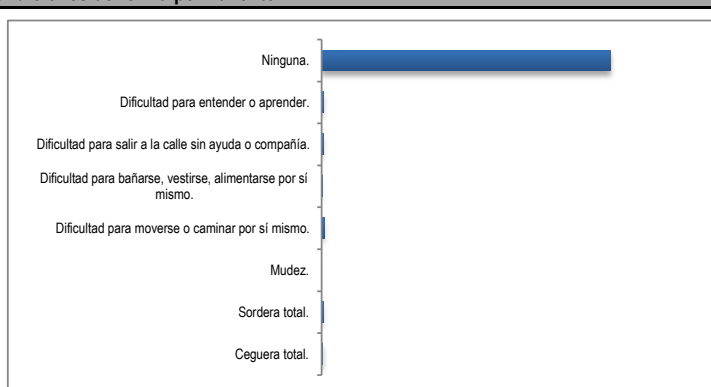 Ninguna.
Dificultad para entender o aprender.
Dificultad para salir a la calle sin ayuda o compañía.
Dificultad para bañarse, vestirse, alimentarse por sí
mismo.
Dificultad para moverse o caminar por sí mismo.
Mudez.
Sordera total.
Ceguera total.